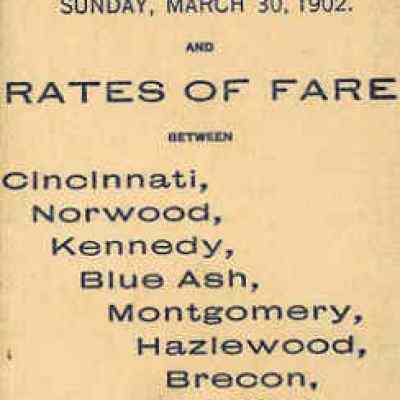 SUNDAY, MARCH 30, 1902.
AND
RATES OF FARE
BETWEEN
Cincinnati,
Norwood,
Kennedy,
Blue Ash,
Montgomery,
Hazlewood,
Brecon,